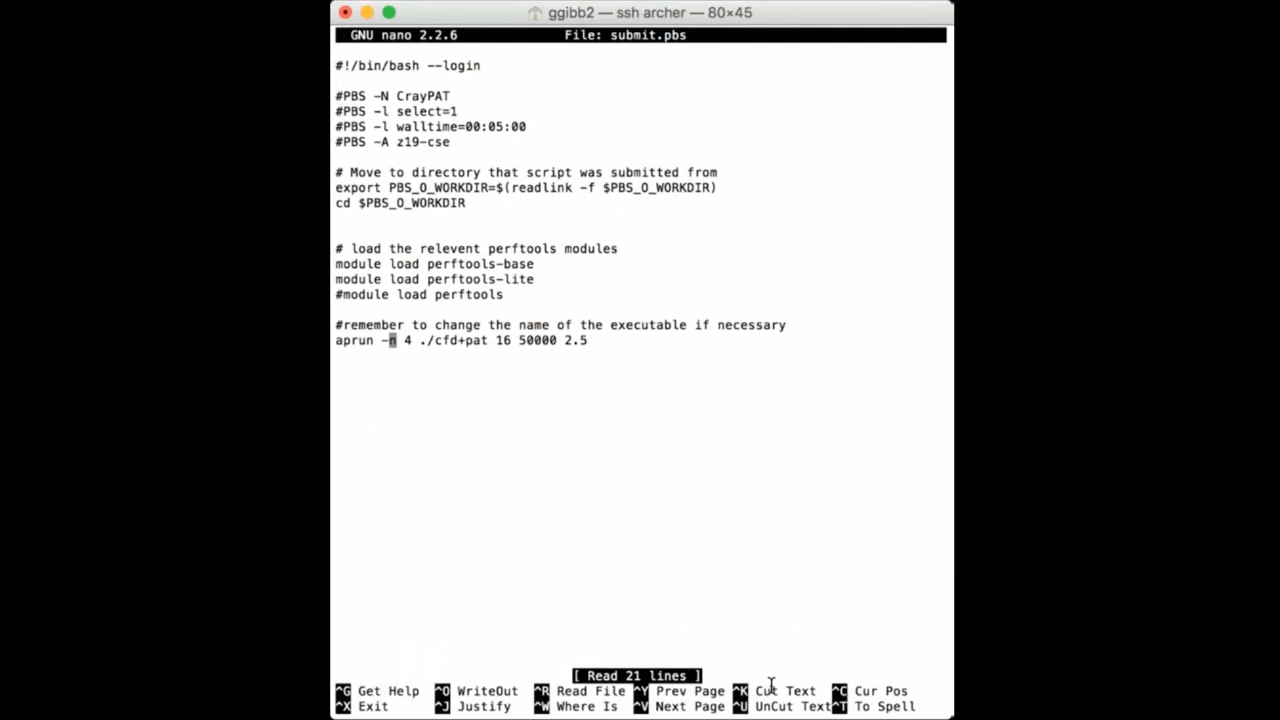 ggibb2 — ssh archer — 80×45
GNU nano 2.2.6 File: submit.pbs
#!/bin/bash --login
#PBS -N CrayPAT
#PBS -l select=1
#PBS -l walltime=00:05:00
#PBS -A z19-cse
# Move to directory that script was submitted from
export PBS_O_WORKDIR=$(readlink -f $PBS_O_WORKDIR)
cd $PBS_O_WORKDIR
# load the relevent perftools modules
module load perftools-base
module load perftools-lite
#module load perftools
#remember to change the name of the executable if necessary
aprun -n 4 ./cfd+pat 16 50000 2.5
[ Read 21 lines ]
^G Get Help ^O WriteOut ^R Read File ^Y Prev Page ^K Cut Text ^C Cur Pos
^X Exit ^J Justify ^W Where Is ^V Next Page ^U UnCut Text ^T To Spell